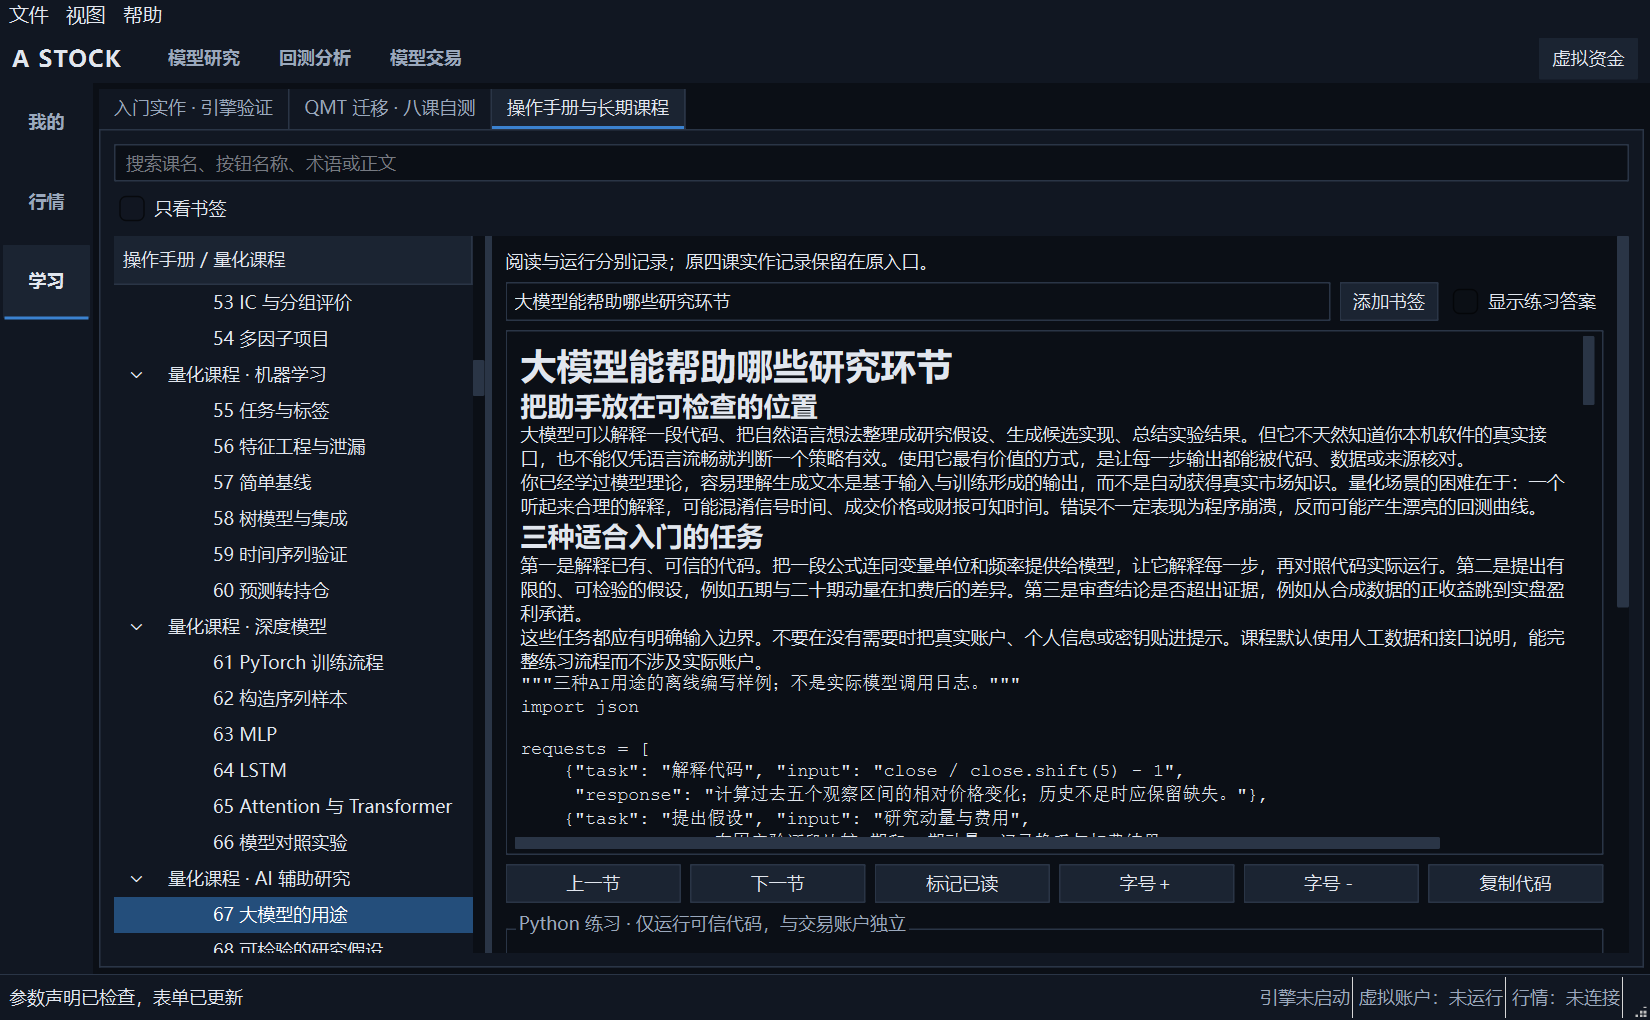 文件 视图 帮助
A STOCK 模型研究 回测分析 模型交易 虚拟资金
我的
行情
学习
入门实作 · 引擎验证 QMT 迁移 · 八课自测 操作手册与长期课程
搜索课名、按钮名称、术语或正文
只看书签
操作手册 / 量化课程
53 IC 与分组评价
54 多因子项目
量化课程 · 机器学习
55 任务与标签
56 特征工程与泄漏
57 简单基线
58 树模型与集成
59 时间序列验证
60 预测转持仓
量化课程 · 深度模型
61 PyTorch 训练流程
62 构造序列样本
63 MLP
64 LSTM
65 Attention 与 Transformer
66 模型对照实验
量化课程 · AI 辅助研究
67 大模型的用途
68 可检验的研究假设
阅读与运行分别记录；原四课实作记录保留在原入口。
大模型能帮助哪些研究环节 添加书签 显示练习答案
大模型能帮助哪些研究环节
把助手放在可检查的位置
大模型可以解释一段代码、把自然语言想法整理成研究假设、生成候选实现、总结实验结果。但它不天然知道你本机软件的真实接
口，也不能仅凭语言流畅就判断一个策略有效。使用它最有价值的方式，是让每一步输出都能被代码、数据或来源核对。
你已经学过模型理论，容易理解生成文本是基于输入与训练形成的输出，而不是自动获得真实市场知识。量化场景的困难在于：一个
听起来合理的解释，可能混淆信号时间、成交价格或财报可知时间。错误不一定表现为程序崩溃，反而可能产生漂亮的回测曲线。
三种适合入门的任务
第一是解释已有、可信的代码。把一段公式连同变量单位和频率提供给模型，让它解释每一步，再对照代码实际运行。第二是提出有
限的、可检验的假设，例如五期与二十期动量在扣费后的差异。第三是审查结论是否超出证据，例如从合成数据的正收益跳到实盘盈
利承诺。
这些任务都应有明确输入边界。不要在没有需要时把真实账户、个人信息或密钥贴进提示。课程默认使用人工数据和接口说明，能完
整练习流程而不涉及实际账户。
"""三种AI用途的离线编写样例；不是实际模型调用日志。"""
import json
requests = [
{"task": "解释代码", "input": "close / close.shift(5) - 1",
"response": "计算过去五个观察区间的相对价格变化；历史不足时应保留缺失。"},
{"task": "提出假设", "input": "研究动量与费用",
上一节 下一节 标记已读 字号 + 字号 - 复制代码
Python 练习 · 仅运行可信代码，与交易账户独立
参数声明已检查，表单已更新 引擎未启动 虚拟账户：未运行 行情：未连接